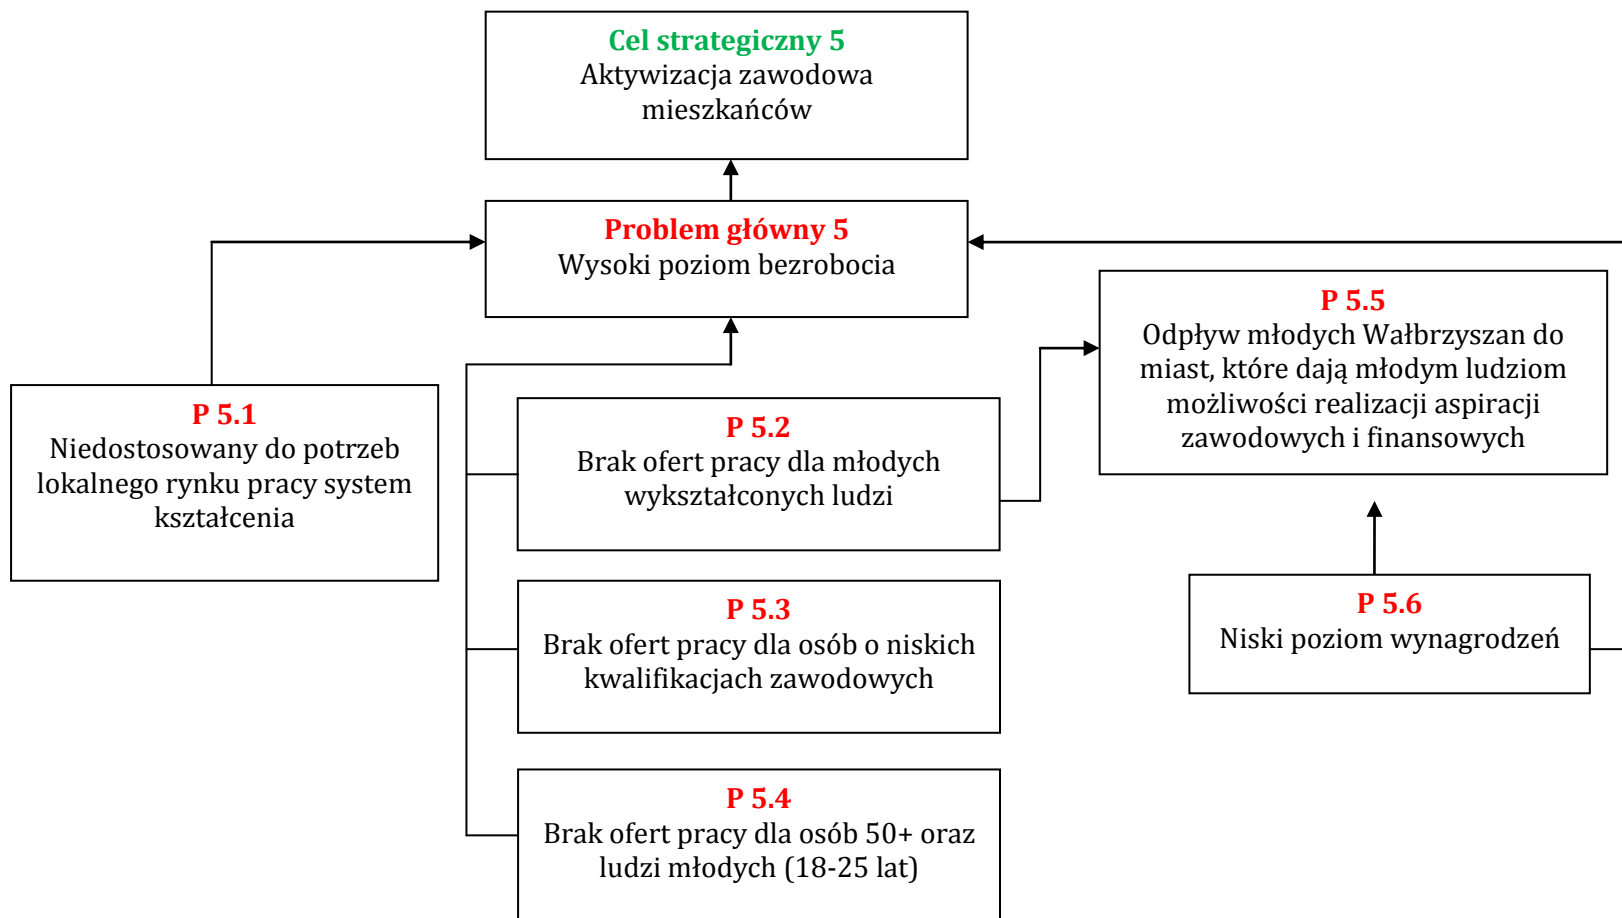 Cel strategiczny 5
Aktywizacja zawodowa
mieszkańców
Problem główny 5
Wysoki poziom bezrobocia
P 5.1
Niedostosowany do potrzeb
lokalnego rynku pracy system
kształcenia
P 5.2
Brak ofert pracy dla młodych
wykształconych ludzi
P 5.3
Brak ofert pracy dla osób o niskich
kwalifikacjach zawodowych
P 5.4
Brak ofert pracy dla osób 50+ oraz
ludzi młodych (18-25 lat)
P 5.5
Odpływ młodych Wałbrzyszan do
miast, które dają młodym ludziom
możliwości realizacji aspiracji
zawodowych i finansowych
P 5.6
Niski poziom wynagrodzeń